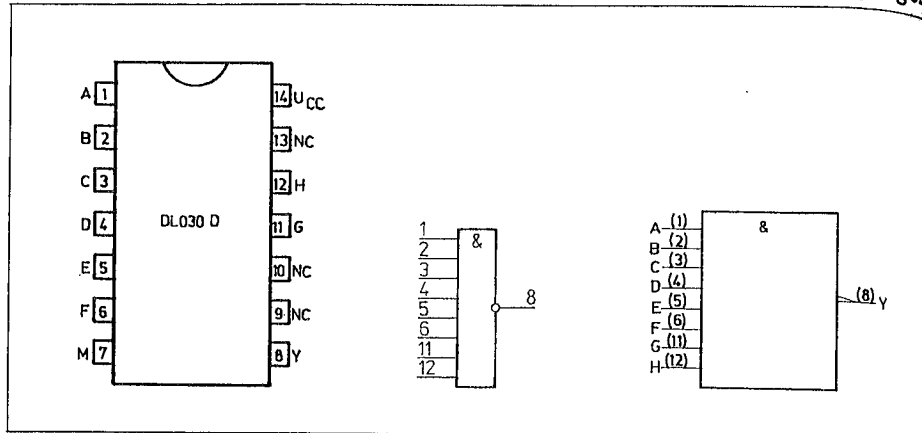 A 1 14 UCC
B 2 13 NC
C 3 12 H
D 4 DL030 D 11 G
E 5 10 NC
F 6 9 NC
M 7 8 Y
1
2
3
4
5
6
11
12
&
8
A (1)
B (2)
C (3)
D (4)
E (5)
F (6)
G (11)
H (12)
&
(8) Y